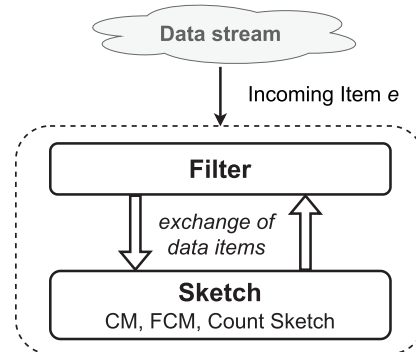 Data stream
Incoming Item e
Filter
exchange of
data items
Sketch
CM, FCM, Count Sketch